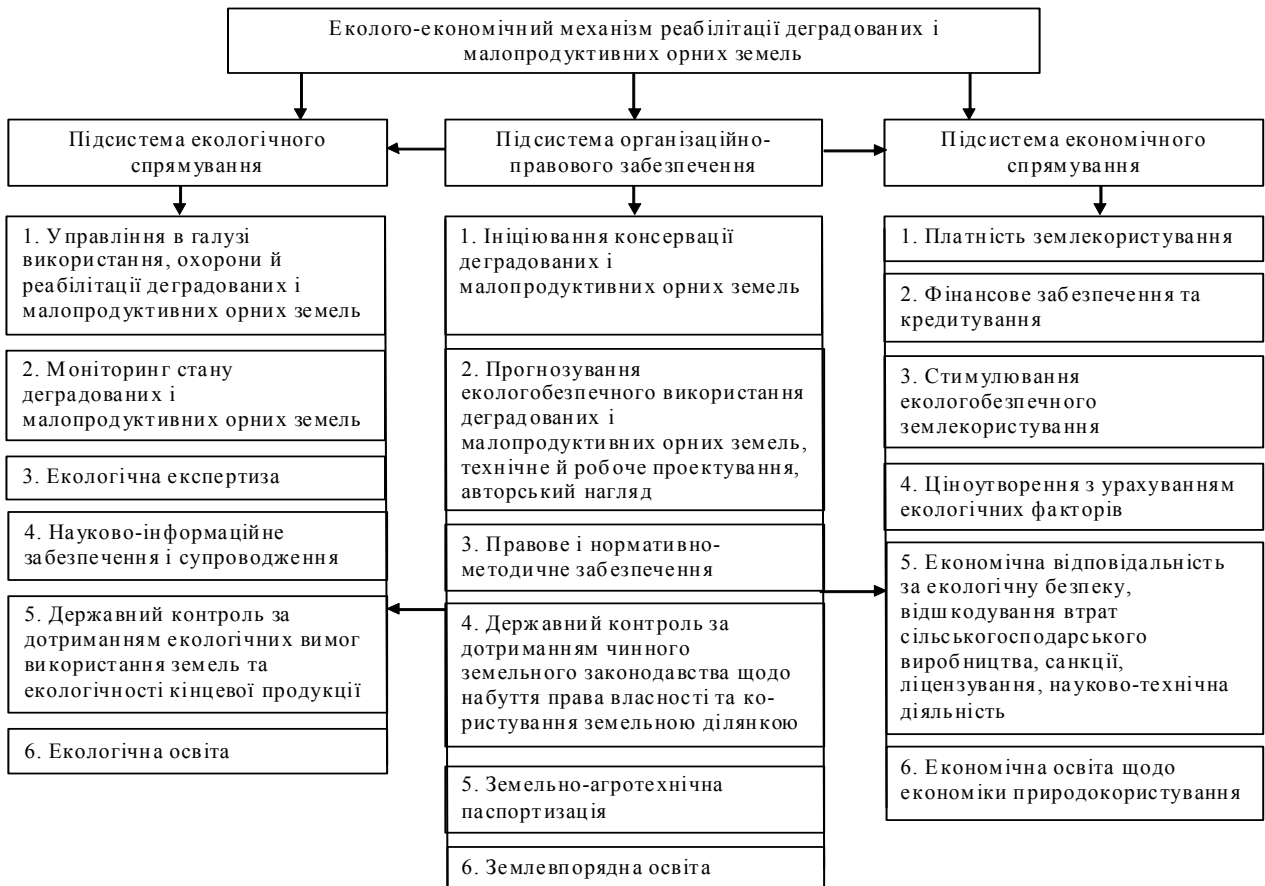 Еколого-економічний механізм реабілітації деградованих і
малопродуктивних орних земель
Підсистема екологічного
спрямування
Підсистема організаційно-
правового забезпечення
Підсистема економічного
спрямування
1. Управління в галузі
використання, охорони й
реабілітації деградованих і
малопродуктивних орних земель
2. Моніторинг стану
деградованих і
малопродуктивних орних земель
3. Екологічна експертиза
4. Науково-інформаційне
забезпечення і супроводження
5. Державний контроль за
дотриманням екологічних вимог
використання земель та
екологічності кінцевої продукції
6. Екологічна освіта
1. Ініціювання консервації
деградованих і
малопродуктивних орних земель
2. Прогнозування
екологобезпечного використання
деградованих і
малопродуктивних орних земель,
технічне й робоче проектування,
авторський нагляд
3. Правове і нормативно-
методичне забезпечення
4. Державний контроль за
дотриманням чинного
земельного законодавства щодо
набуття права власності та ко-
ристування земельною ділянкою
5. Земельно-агротехнічна
паспортизація
6. Землевпорядна освіта
1. Платність землекористування
2. Фінансове забезпечення та
кредитування
3. Стимулювання
екологобезпечного
землекористування
4. Ціноутворення з урахуванням
екологічних факторів
5. Економічна відповідальність
за екологічну безпеку,
відшкодування втрат
сільськогосподарського
виробництва, санкції,
ліцензування, науково-технічна
діяльність
6. Економічна освіта щодо
економіки природокористування